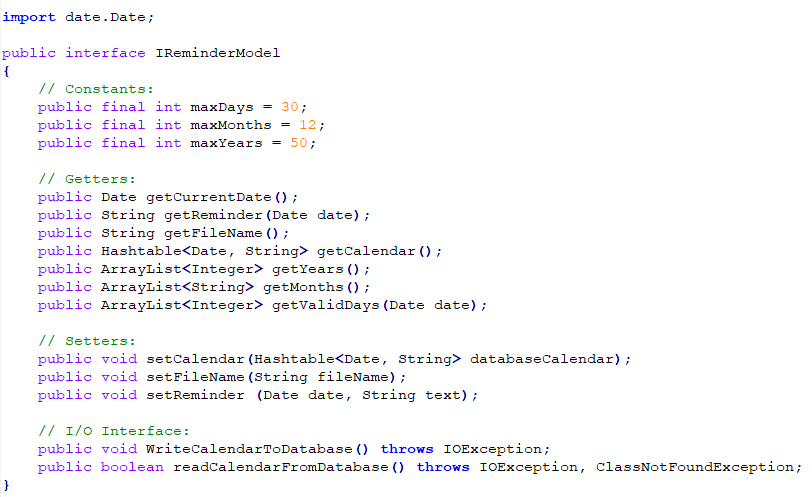 import date.Date;
public interface IReminderModel
{
// Constants:
public final int maxDays = 30;
public final int maxMonths = 12;
public final int maxYears = 50;
// Getters:
public Date getCurrentDate();
public String getReminder(Date date);
public String getFileName();
public Hashtable<Date, String> getCalendar();
public ArrayList<Integer> getYears();
public ArrayList<String> getMonths();
public ArrayList<Integer> getValidDays(Date date);
// Setters:
public void setCalendar(Hashtable<Date, String> databaseCalendar);
public void setFileName(String fileName);
public void setReminder (Date date, String text);
// I/O Interface:
public void WriteCalendarToDatabase() throws IOException;
public boolean readCalendarFromDatabase() throws IOException, ClassNotFoundException;
}